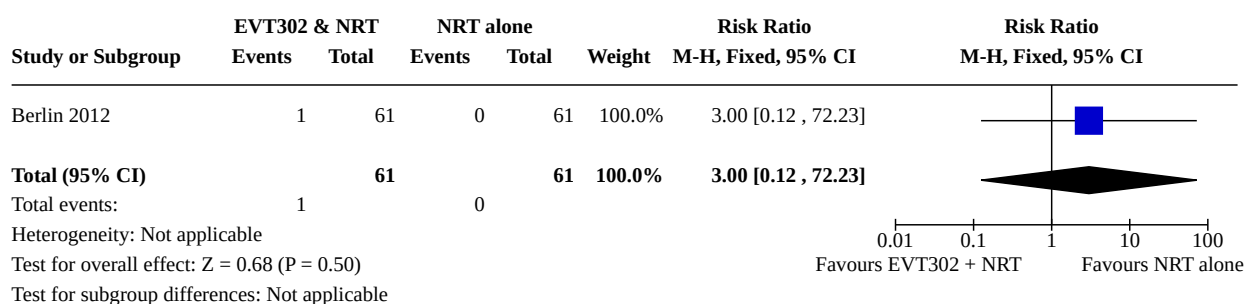 EVT302 & NRT NRT alone Risk Ratio Risk Ratio
Study or Subgroup Events Total Events Total Weight M-H, Fixed, 95% CI M-H, Fixed, 95% CI
Berlin 2012 1 61 0 61 100.0% 3.00 [0.12 , 72.23]
Total (95% CI) 61 61 100.0% 3.00 [0.12 , 72.23]
Total events: 1 0
Heterogeneity: Not applicable
0.01 0.1 1 10 100
Test for overall effect: Z = 0.68 (P = 0.50)
Favours EVT302 + NRT Favours NRT alone
Test for subgroup differences: Not applicable